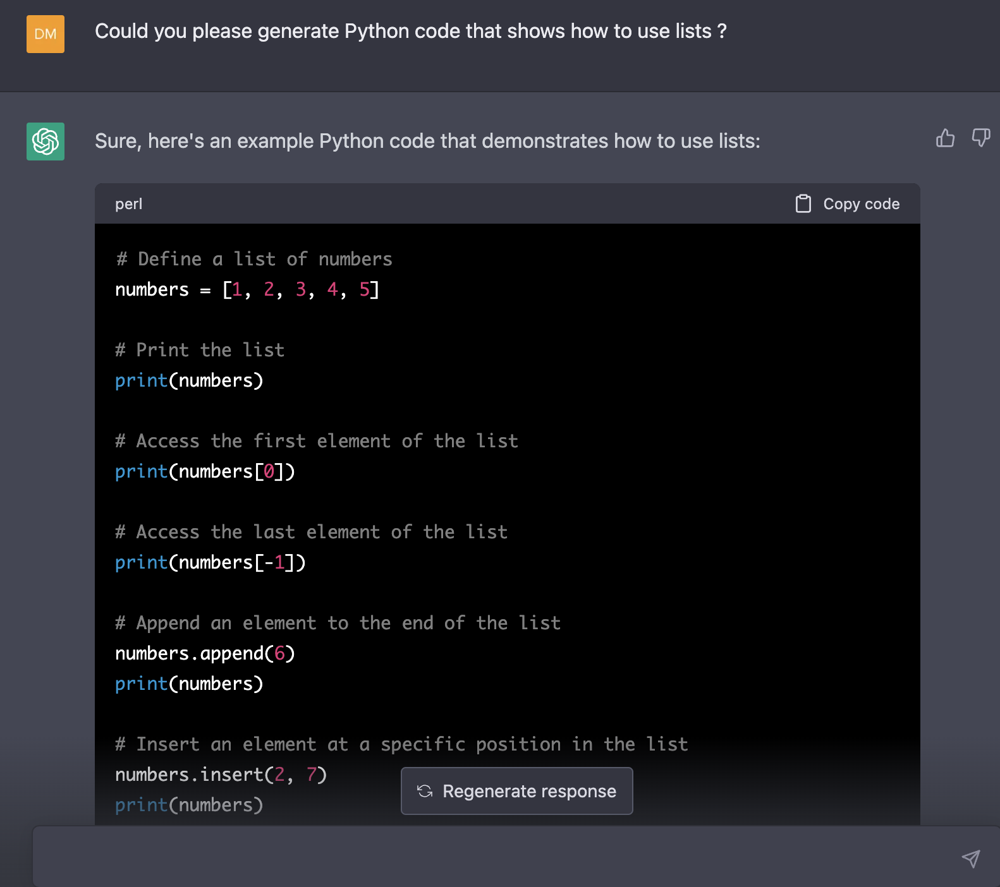 DM
Could you please generate Python code that shows how to use lists ?
Sure, here's an example Python code that demonstrates how to use lists:
perl
Copy code
# Define a list of numbers
numbers = [1, 2, 3, 4, 5]
# Print the list
print(numbers)
# Access the first element of the list
print(numbers[0])
# Access the last element of the list
print(numbers[-1])
# Append an element to the end of the list
numbers.append(6)
print(numbers)
# Insert an element at a specific position in the list
numbers.insert(2, 7)
print(numbers)
Regenerate response